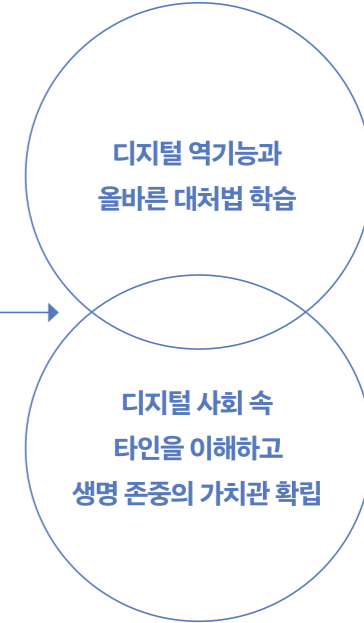 디지털 역기능과
올바른 대처법 학습
디지털 사회 속
타인을 이해하고
생명 존중의 가치관 확립